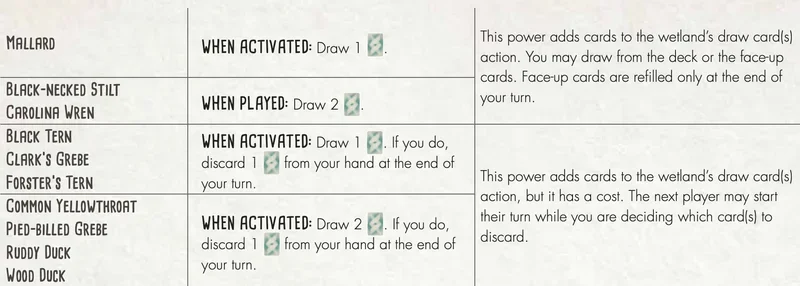 MALLARD
WHEN ACTIVATED: Draw 1 .
This power adds cards to the wetland's draw card(s)
action. You may draw from the deck or the face-up
cards. Face-up cards are refilled only at the end of
your turn.
BLACK-NECKED STILT
CAROLINA WREN
WHEN PLAYED: Draw 2 .
BLACK TERN
CLARK'S GREBE
FORSTER'S TERN
WHEN ACTIVATED: Draw 1 . If you do,
discard 1 from your hand at the end of
your turn.
This power adds cards to the wetland's draw card(s)
action, but it has a cost. The next player may start
their turn while you are deciding which card(s) to
discard.
COMMON YELLOWTHROAT
PIED-BILLED GREBE
RUDDY DUCK
WOOD DUCK
WHEN ACTIVATED: Draw 2 . If you do,
discard 1 from your hand at the end of
your turn.